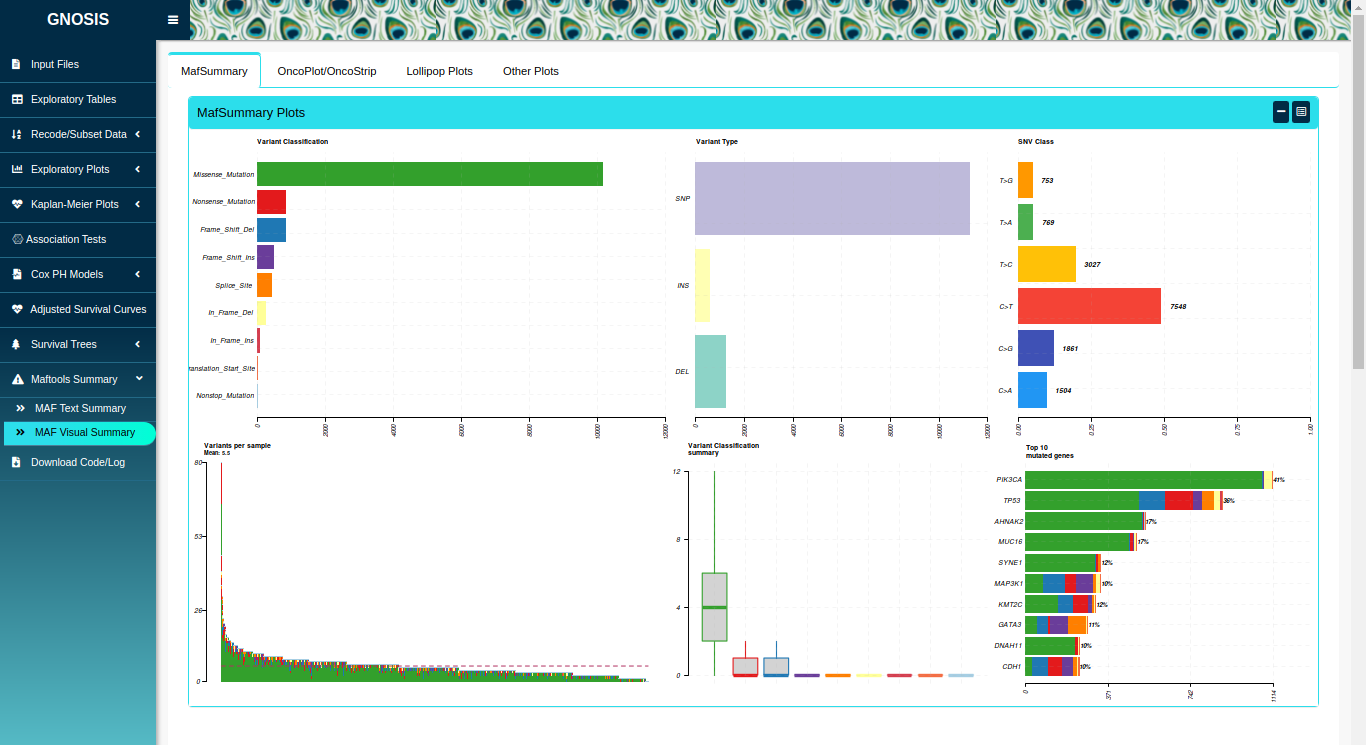 GNOSIS
Input Files
Exploratory Tables
Recode/Subset Data
Exploratory Plots
Kaplan-Meier Plots
Association Tests
Cox PH Models
Adjusted Survival Curves
Survival Trees
Maftools Summary
MAF Text Summary
MAF Visual Summary
Download Code/Log
MafSummary OncoPlot/OncoStrip Lollipop Plots Other Plots
MafSummary Plots
Variant Classification
Missense_Mutation
Nonsense_Mutation
Frame_Shift_Del
Frame_Shift_Ins
Splice_Site
In_Frame_Del
In_Frame_Ins
ranslation_Start_Site
Nonstop_Mutation
0 2000 4000 6000 8000 10000 12000
Variant Type
SNP
INS
DEL
0 2000 4000 6000 8000 10000 12000
SNV Class
T>G 753
T>A 769
T>C 3027
C>T 7548
C>G 1861
C>A 1504
0.00 0.25 0.50 0.75 1.00
Variants per sample
Mean: 5.5
80
53
26
0
Variant Classification
summary
12
8
4
0
Top 10
mutated genes
PIK3CA 41%
TP53 36%
AHNAK2 17%
MUC16 17%
SYNE1 12%
MAP3K1 10%
KMT2C 12%
GATA3 11%
DNAH11 10%
CDH1 10%
0 371 742 1114